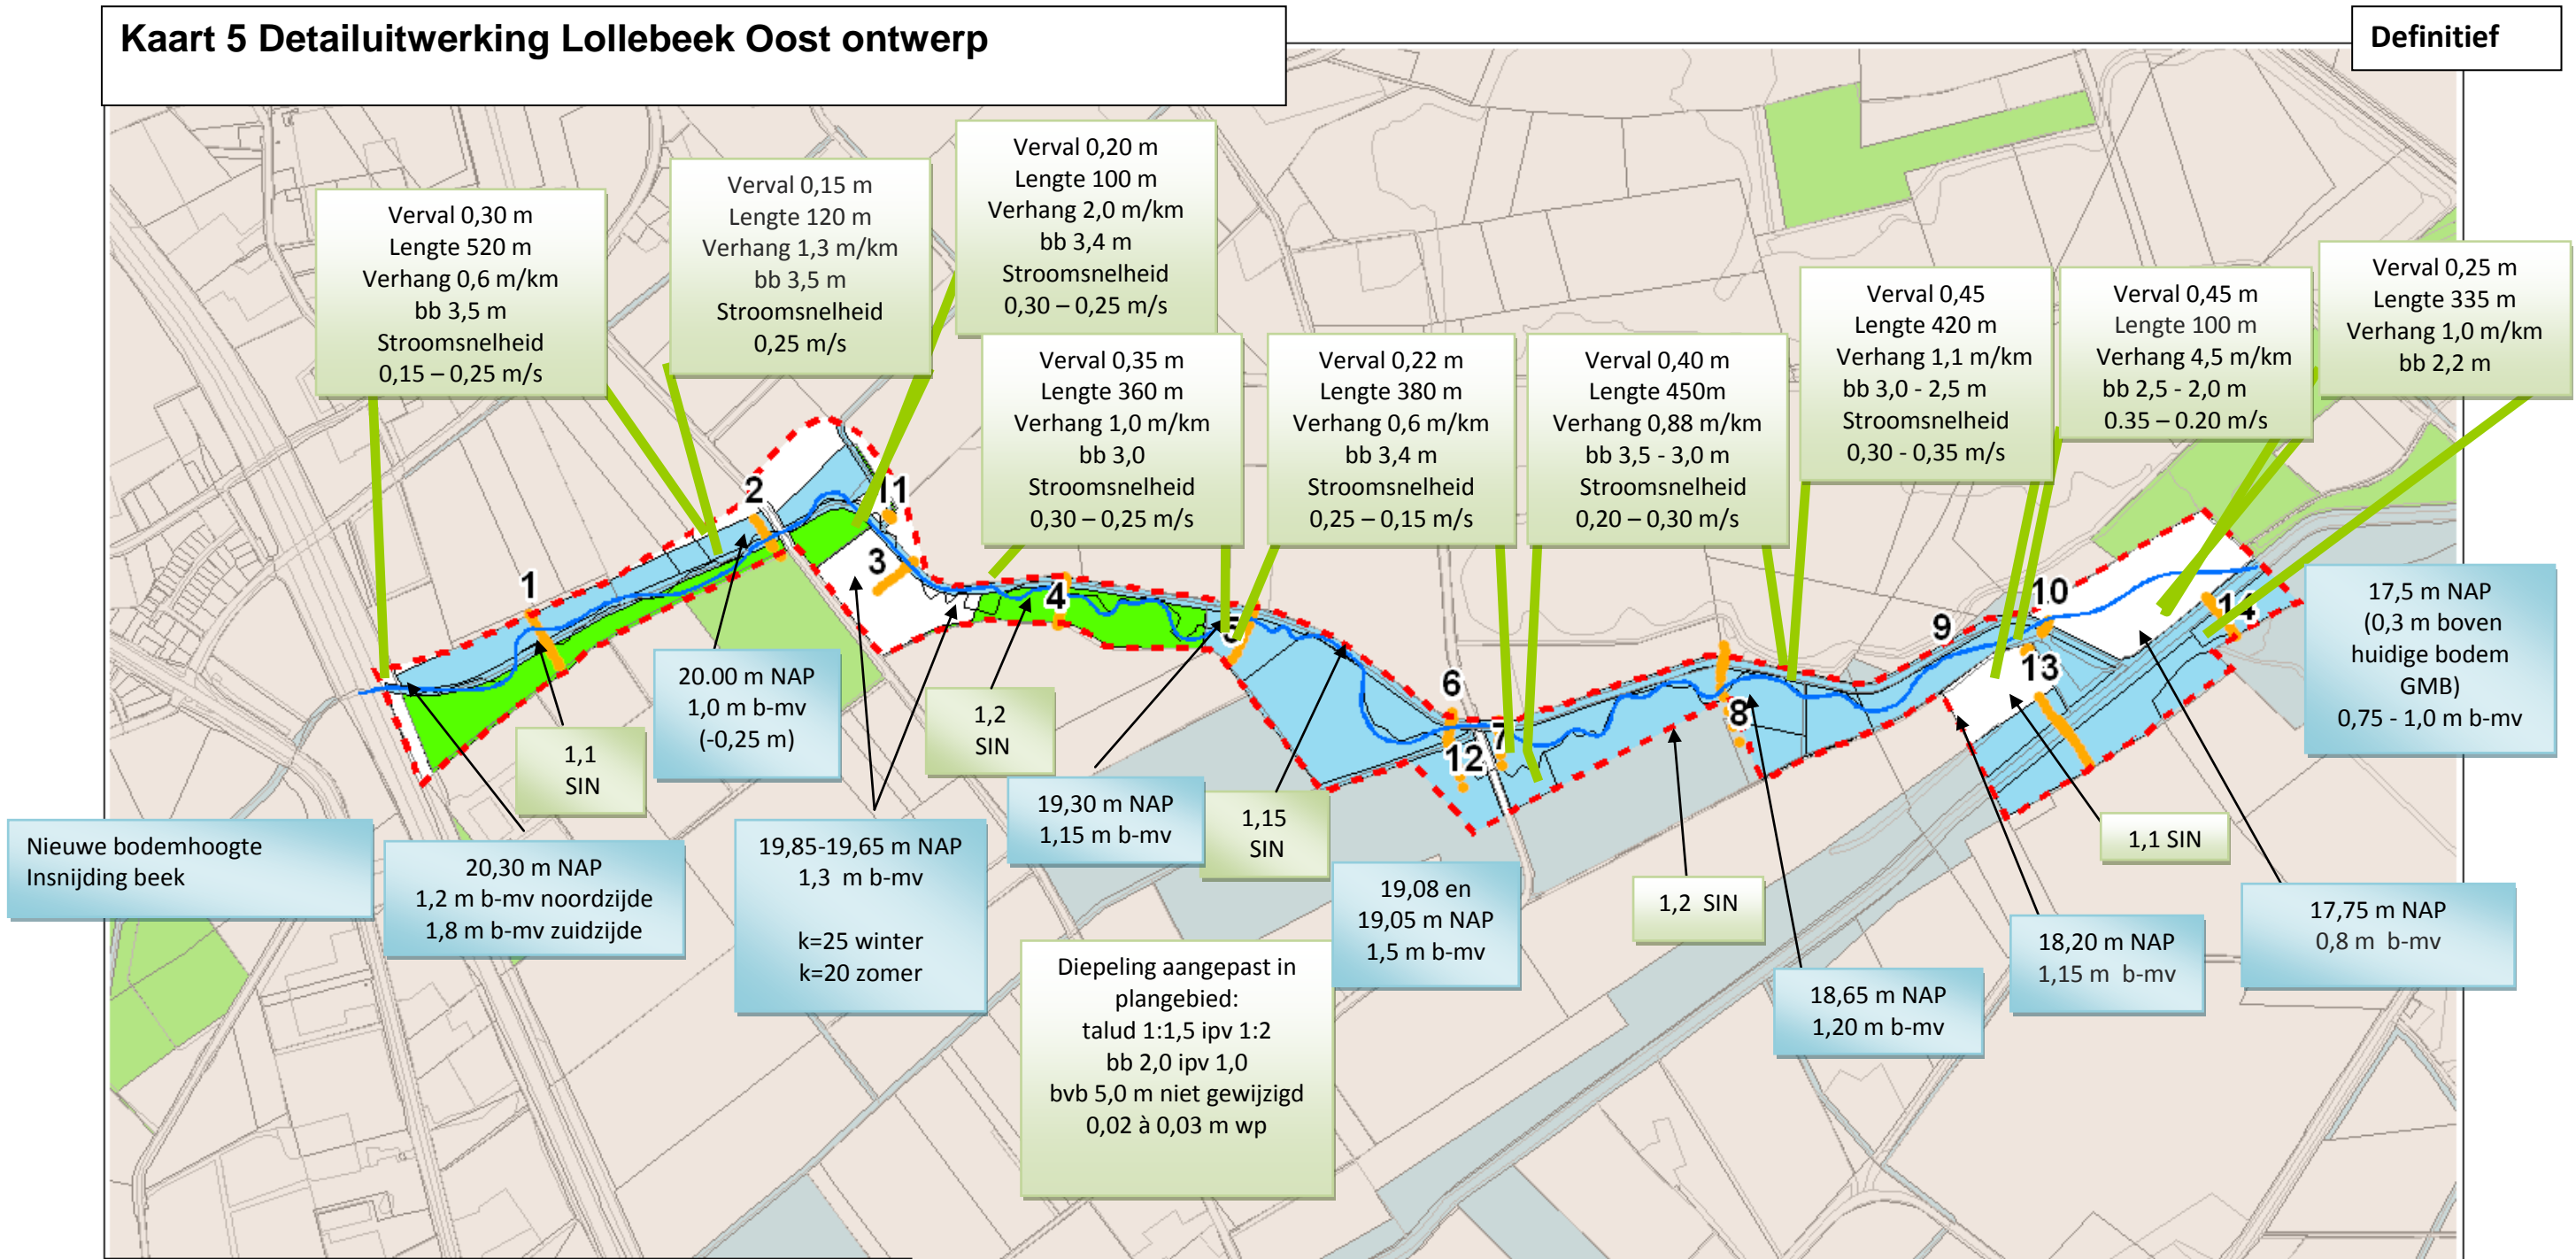 Kaart 5 Detailuitwerking Lollebeek Oost ontwerp
Definitief
Verval 0,30 m
Lengte 520 m
Verhang 0,6 m/km
bb 3,5 m
Stroomsnelheid
0,15 – 0,25 m/s
Verval 0,15 m
Lengte 120 m
Verhang 1,3 m/km
bb 3,5 m
Stroomsnelheid
0,25 m/s
Verval 0,20 m
Lengte 100 m
Verhang 2,0 m/km
bb 3,4 m
Stroomsnelheid
0,30 – 0,25 m/s
Verval 0,35 m
Lengte 360 m
Verhang 1,0 m/km
bb 3,0
Stroomsnelheid
0,30 – 0,25 m/s
Verval 0,22 m
Lengte 380 m
Verhang 0,6 m/km
bb 3,4 m
Stroomsnelheid
0,25 – 0,15 m/s
Verval 0,40 m
Lengte 450m
Verhang 0,88 m/km
bb 3,5 - 3,0 m
Stroomsnelheid
0,20 – 0,30 m/s
Verval 0,45
Lengte 420 m
Verhang 1,1 m/km
bb 3,0 - 2,5 m
Stroomsnelheid
0,30 - 0,35 m/s
Verval 0,45 m
Lengte 100 m
Verhang 4,5 m/km
bb 2,5 - 2,0 m
0.35 – 0.20 m/s
Verval 0,25 m
Lengte 335 m
Verhang 1,0 m/km
bb 2,2 m
1
2
11
3
4
5
6
7
12
8
9
10
13
14
Nieuwe bodemhoogte
Insnijding beek
20,30 m NAP
1,2 m b-mv noordzijde
1,8 m b-mv zuidzijde
1,1
SIN
20.00 m NAP
1,0 m b-mv
(-0,25 m)
19,85-19,65 m NAP
1,3 m b-mv
k=25 winter
k=20 zomer
1,2
SIN
19,30 m NAP
1,15 m b-mv
1,15
SIN
Diepeling aangepast in
plangebied:
talud 1:1,5 ipv 1:2
bb 2,0 ipv 1,0
bvb 5,0 m niet gewijzigd
0,02 à 0,03 m wp
19,08 en
19,05 m NAP
1,5 m b-mv
1,2 SIN
18,65 m NAP
1,20 m b-mv
18,20 m NAP
1,15 m b-mv
1,1 SIN
17,75 m NAP
0,8 m b-mv
17,5 m NAP
(0,3 m boven
huidige bodem
GMB)
0,75 - 1,0 m b-mv